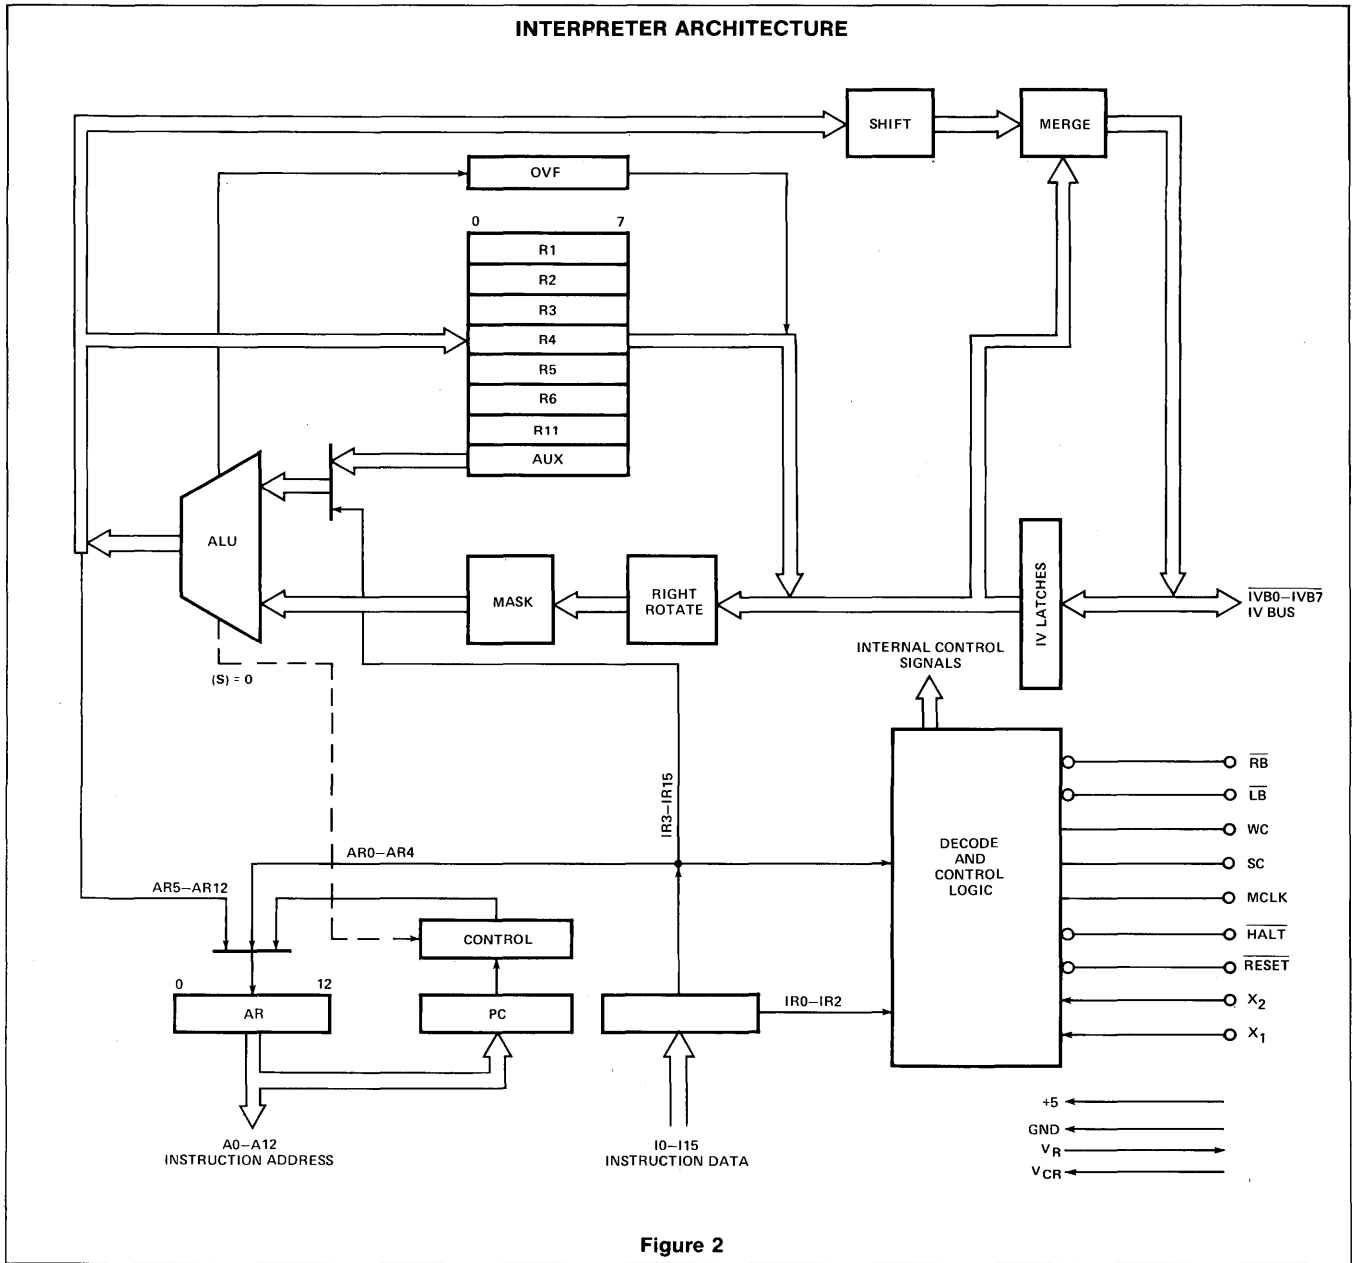 INTERPRETER ARCHITECTURE
SHIFT
MERGE
OVF
0 7
R1
R2
R3
R4
R5
R6
R11
AUX
ALU
MASK
RIGHT
ROTATE
IV LATCHES
IVB0–IVB7
IV BUS
(S) = 0
INTERNAL CONTROL
SIGNALS
IR3–IR15
AR0–AR4
AR5–AR12
CONTROL
0 12
AR
PC
IR0–IR2
DECODE
AND
CONTROL
LOGIC
RB
LB
WC
SC
MCLK
HALT
RESET
X2
X1
A0–A12
INSTRUCTION ADDRESS
I0–I15
INSTRUCTION DATA
+5
GND
VR
VCR
Figure 2